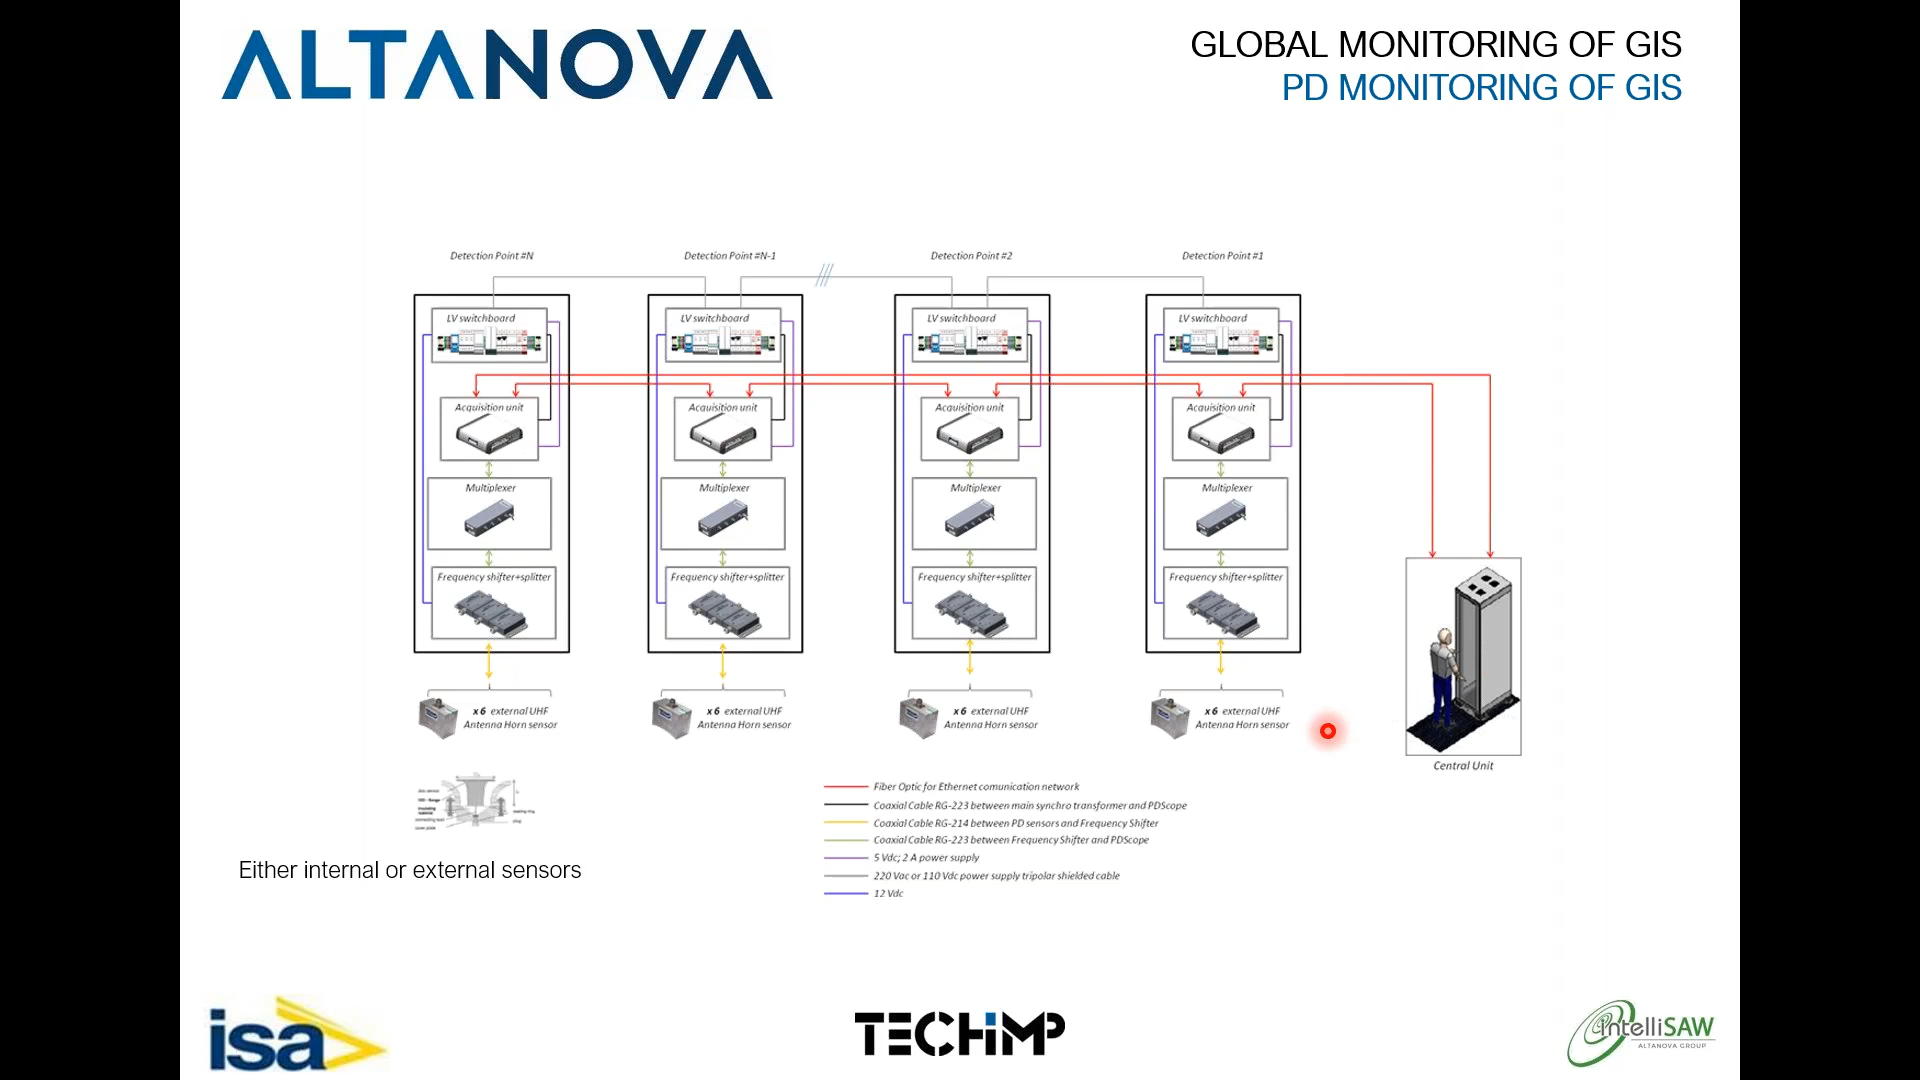 ALTANOVA
GLOBAL MONITORING OF GIS
PD MONITORING OF GIS
Detection Point #N
Detection Point #N-1
Detection Point #2
Detection Point #1
LV switchboard
LV switchboard
LV switchboard
LV switchboard
Acquisition unit
Acquisition unit
Acquisition unit
Acquisition unit
Multiplexer
Multiplexer
Multiplexer
Multiplexer
Frequency shifter+splitter
Frequency shifter+splitter
Frequency shifter+splitter
Frequency shifter+splitter
x 6 external UHF
Antenna Horn sensor
x 6 external UHF
Antenna Horn sensor
x 6 external UHF
Antenna Horn sensor
x 6 external UHF
Antenna Horn sensor
Central Unit
Fiber Optic for Ethernet comunication network
Coaxial Cable RG-223 between main synchro transformer and PDScope
Coaxial Cable RG-214 between PD sensors and Frequency Shifter
Coaxial Cable RG-223 between Frequency Shifter and PDScope
5 Vdc; 2 A power supply
220 Vac or 110 Vdc power supply tripolar shielded cable
12 Vdc
Either internal or external sensors
isa
TECHIMP
intelliSAW
ALTANOVA GROUP